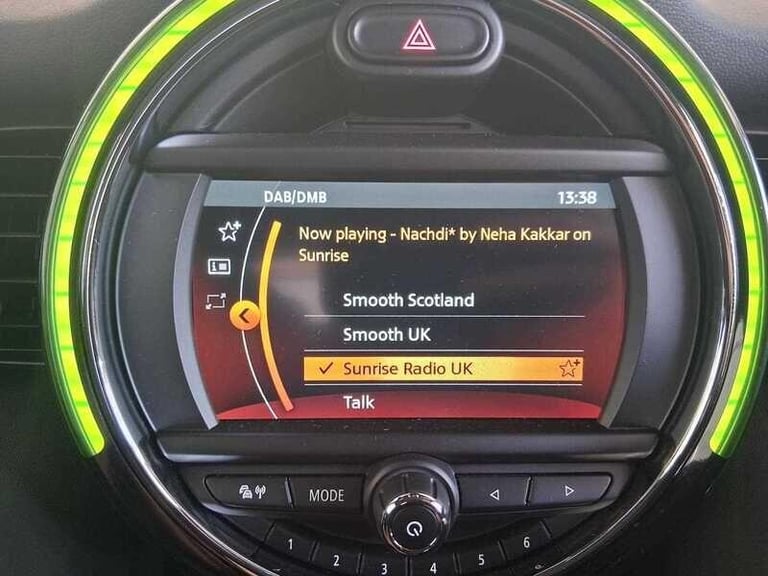 DAB/DMB 13:38
Now playing - Nachdi* by Neha Kakkar on
Sunrise
Smooth Scotland
Smooth UK
Sunrise Radio UK
Talk
MODE
1 2 3 4 5 6